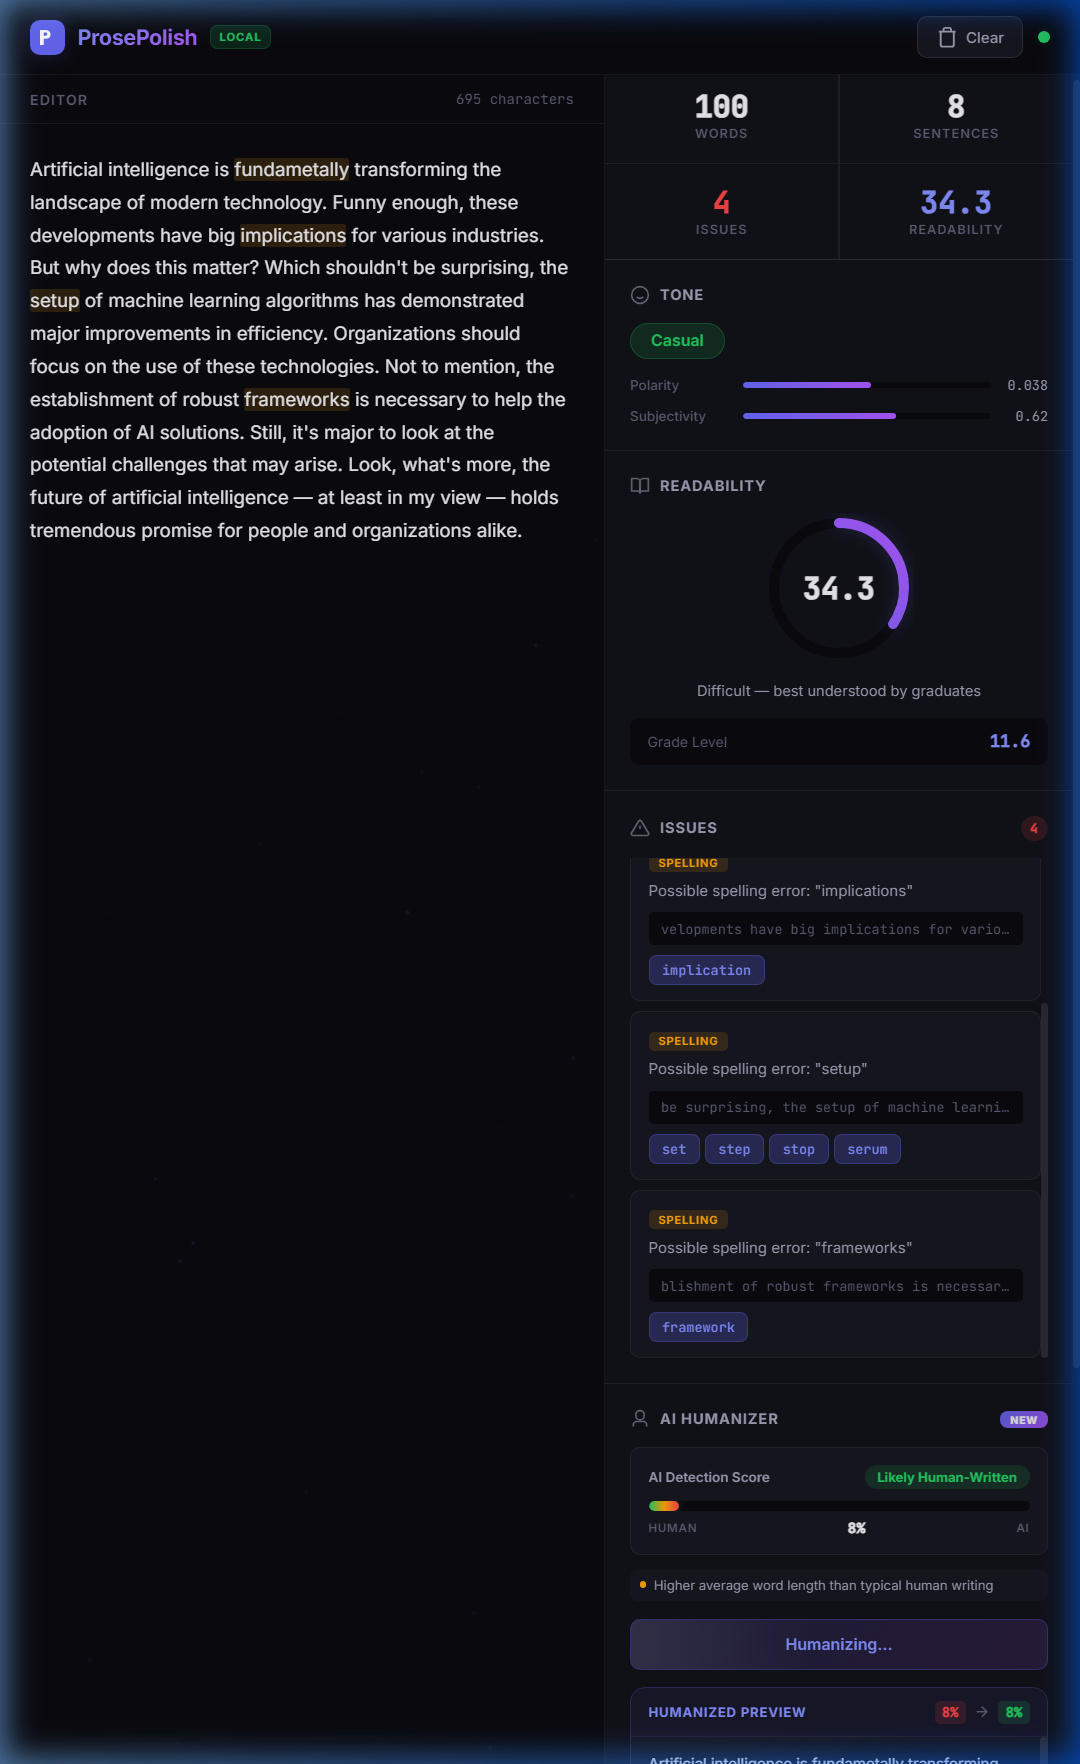 P ProsePolish LOCAL Clear
EDITOR 695 characters
Artificial intelligence is fundametally transforming the
landscape of modern technology. Funny enough, these
developments have big implications for various industries.
But why does this matter? Which shouldn't be surprising, the
setup of machine learning algorithms has demonstrated
major improvements in efficiency. Organizations should
focus on the use of these technologies. Not to mention, the
establishment of robust frameworks is necessary to help the
adoption of AI solutions. Still, it's major to look at the
potential challenges that may arise. Look, what's more, the
future of artificial intelligence — at least in my view — holds
tremendous promise for people and organizations alike.
100 8
WORDS SENTENCES
4 34.3
ISSUES READABILITY
TONE
Casual
Polarity 0.038
Subjectivity 0.62
READABILITY
34.3
Difficult — best understood by graduates
Grade Level 11.6
ISSUES 4
SPELLING
Possible spelling error: "implications"
velopments have big implications for vario…
implication
SPELLING
Possible spelling error: "setup"
be surprising, the setup of machine learni…
set step stop serum
SPELLING
Possible spelling error: "frameworks"
blishment of robust frameworks is necessar…
framework
AI HUMANIZER NEW
AI Detection Score Likely Human-Written
HUMAN 8% AI
Higher average word length than typical human writing
Humanizing...
HUMANIZED PREVIEW 8% → 8%
Artificial intelligence is fundametally transforming